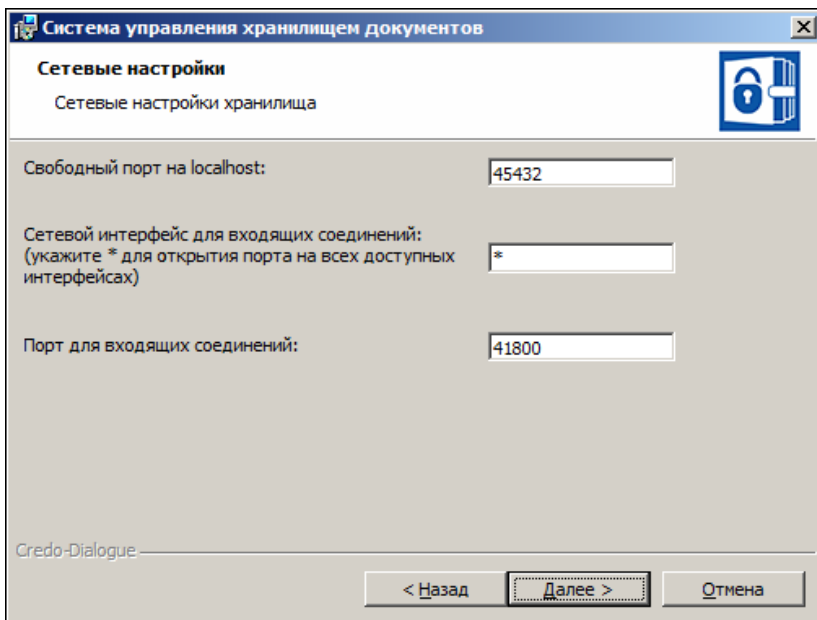 Система управления хранилищем документов
Сетевые настройки
Сетевые настройки хранилища
Свободный порт на localhost:
45432
Сетевой интерфейс для входящих соединений:
(укажите * для открытия порта на всех доступных
интерфейсах)
*
Порт для входящих соединений:
41800
Credo-Dialogue
< Назад
Далее >
Отмена